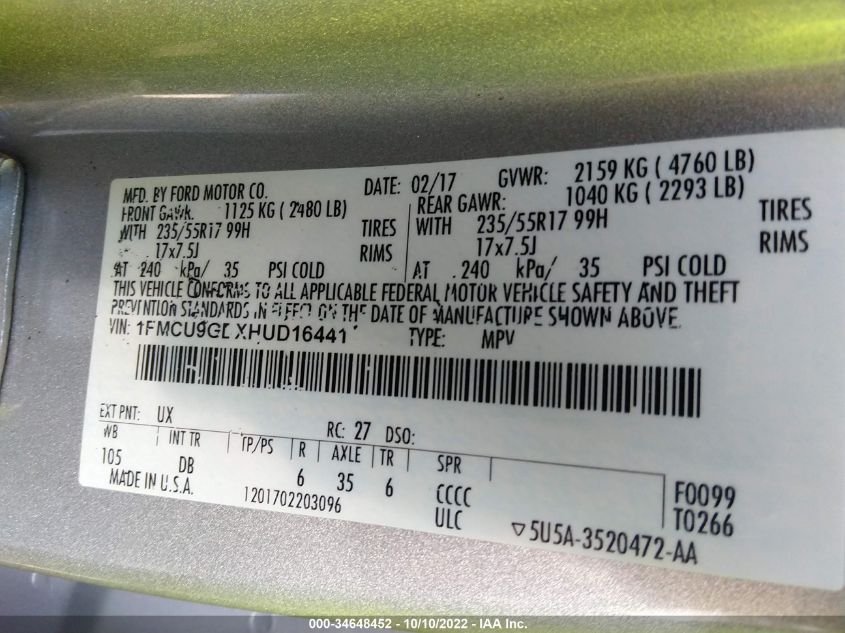 MFD. BY FORD MOTOR CO. DATE: 02/17 GVWR: 2159 KG ( 4760 LB)
FRONT GAWR: 1125 KG ( 2480 LB) REAR GAWR: 1040 KG ( 2293 LB)
WITH 235/55R17 99H TIRES WITH 235/55R17 99H TIRES
17x7.5J RIMS 17x7.5J RIMS
AT 240 kPa/ 35 PSI COLD AT 240 kPa/ 35 PSI COLD
THIS VEHICLE CONFORMS TO ALL APPLICABLE FEDERAL MOTOR VEHICLE SAFETY AND THEFT
PREVENTION STANDARDS IN EFFECT ON THE DATE OF MANUFACTURE SHOWN ABOVE.
VIN: TYPE: MPV
EXT PNT: UX RC: 27 DSO:
WB INT TR TP/PS R AXLE TR SPR
105 DB 6 35 6 CCCC F0099
MADE IN U.S.A. 1201702203096 ULC T0266
▽5U5A-3520472-AA
000-34648452 - 10/10/2022 - IAA Inc.